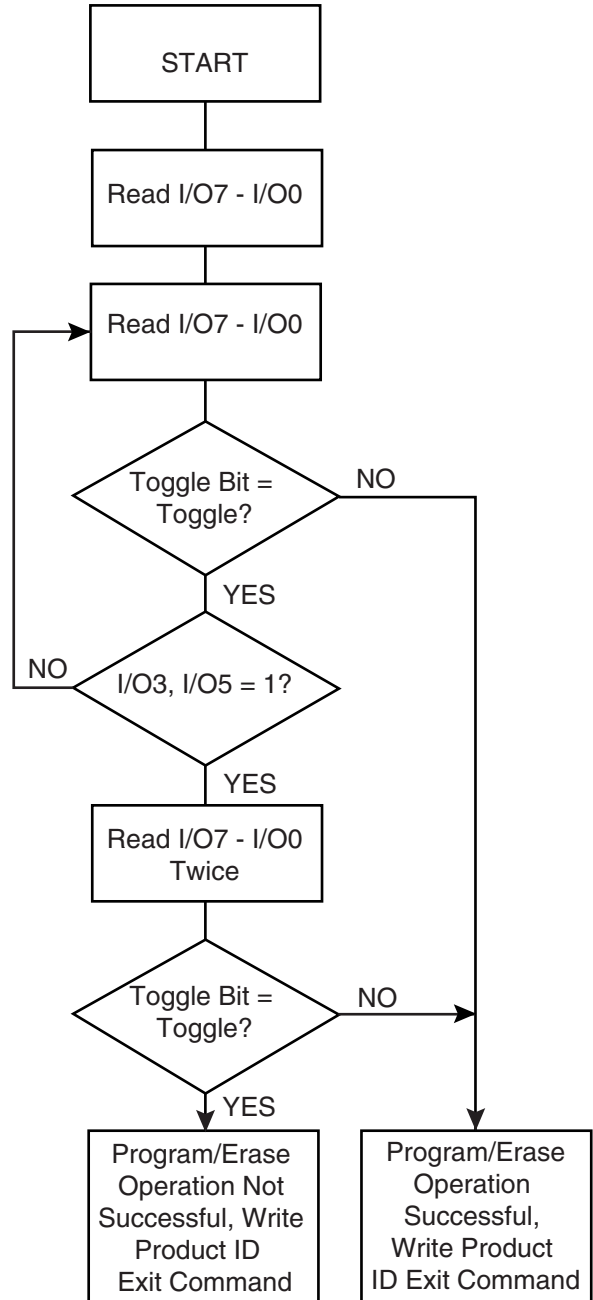 START
Read I/O7 - I/O0
Read I/O7 - I/O0
Toggle Bit =
Toggle?
NO
YES
NO
I/O3, I/O5 = 1?
YES
Read I/O7 - I/O0
Twice
Toggle Bit =
Toggle?
NO
YES
Program/Erase
Operation Not
Successful, Write
Product ID
Exit Command
Program/Erase
Operation
Successful,
Write Product
ID Exit Command